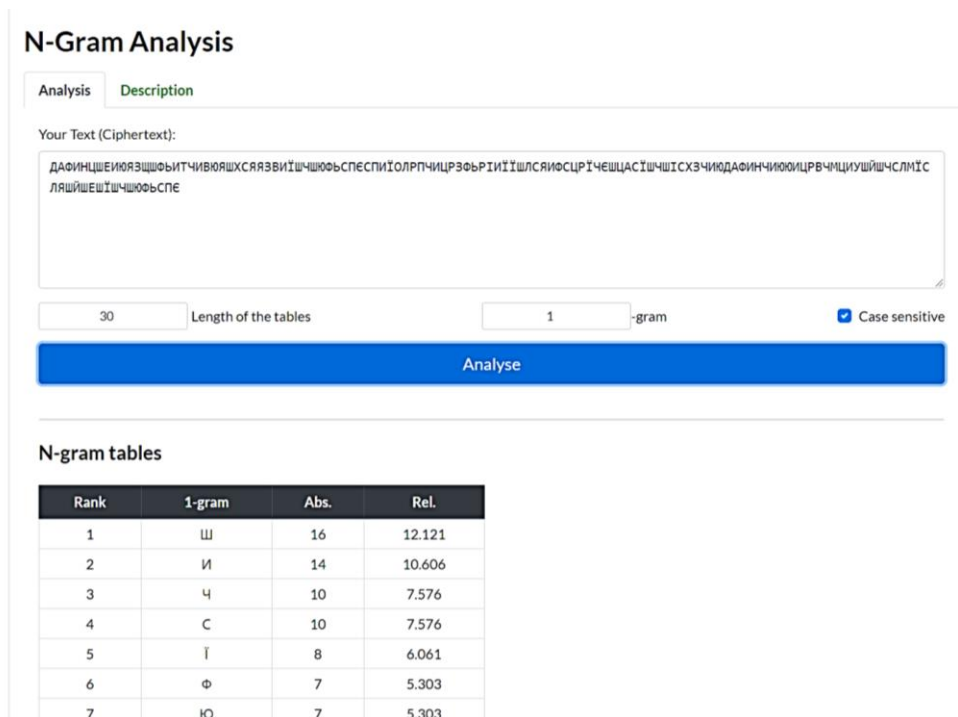 N-Gram Analysis
Analysis Description
Your Text (Ciphertext):
ДАФИНЦШЕИЮЯЗЩШФЬИТЧИВЮЯШХСЯЯЗВИЇШЧШЮФЬСПЄСПИЇОЛРПЧИЦРЗФЬРІИЇЇШЛСЯИФСЦРЇЧЄШЦАСЇШЧШІСХЗЧИЮДАФИНЧИЮЮИЦРВЧМЦИУШЙШЧСЛМЇС
ЛЯШЙШЕШЇШЧШЮФЬСПЄ
30 Length of the tables 1 -gram Case sensitive
Analyse
N-gram tables
Rank 1-gram Abs. Rel.
1 Ш 16 12.121
2 И 14 10.606
3 Ч 10 7.576
4 С 10 7.576
5 Ї 8 6.061
6 Ф 7 5.303
7 Ю 7 5.303